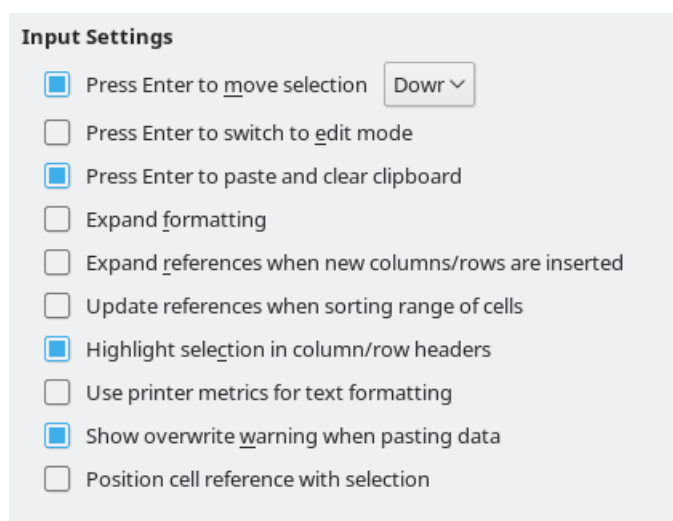 Input Settings
Press Enter to move selection Dowr
Press Enter to switch to edit mode
Press Enter to paste and clear clipboard
Expand formatting
Expand references when new columns/rows are inserted
Update references when sorting range of cells
Highlight selection in column/row headers
Use printer metrics for text formatting
Show overwrite warning when pasting data
Position cell reference with selection